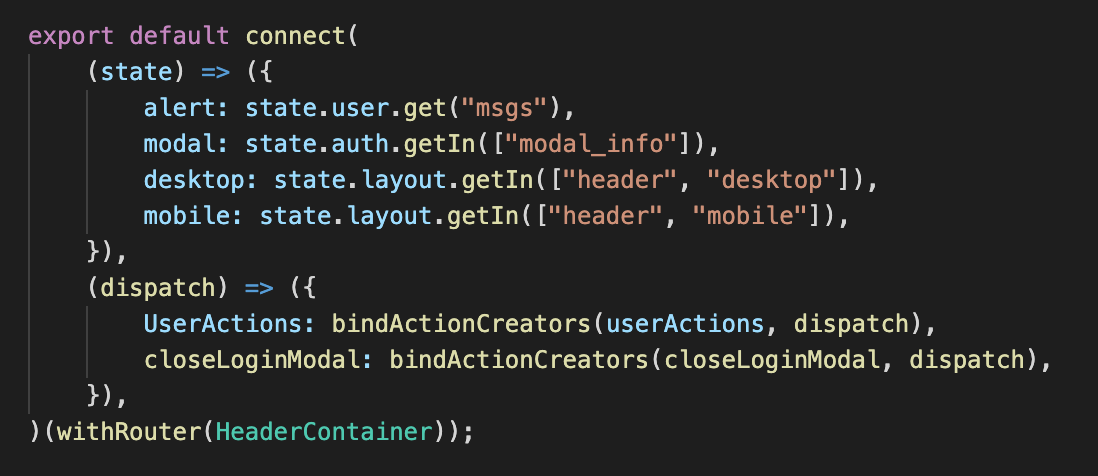 export default connect(
    (state) => ({
        alert: state.user.get("msgs"),
        modal: state.auth.getIn(["modal_info"]),
        desktop: state.layout.getIn(["header", "desktop"]),
        mobile: state.layout.getIn(["header", "mobile"]),
    }),
    (dispatch) => ({
        UserActions: bindActionCreators(userActions, dispatch),
        closeLoginModal: bindActionCreators(closeLoginModal, dispatch),
    }),
)(withRouter(HeaderContainer));